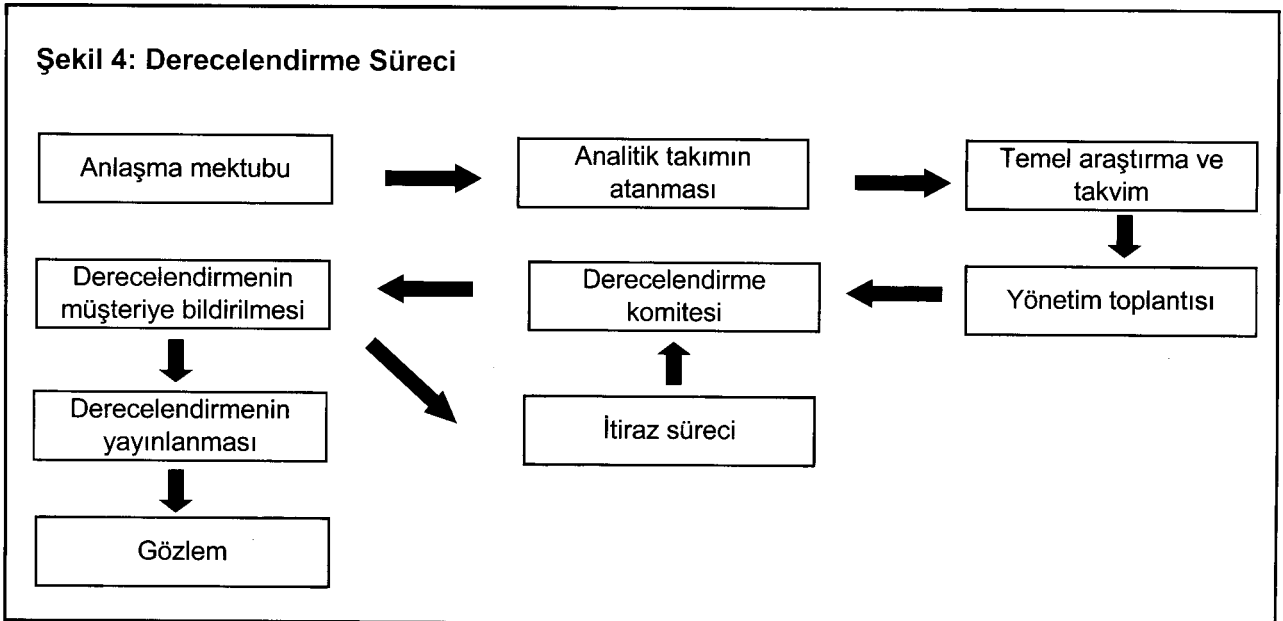 Şekil 4: Derecelendirme Süreci
Anlaşma mektubu
Analitik takımın
atanması
Temel araştırma ve
takvim
Derecelendirmenin
müşteriye bildirilmesi
Derecelendirme
komitesi
Yönetim toplantısı
Derecelendirmenin
yayınlanması
İtiraz süreci
Gözlem